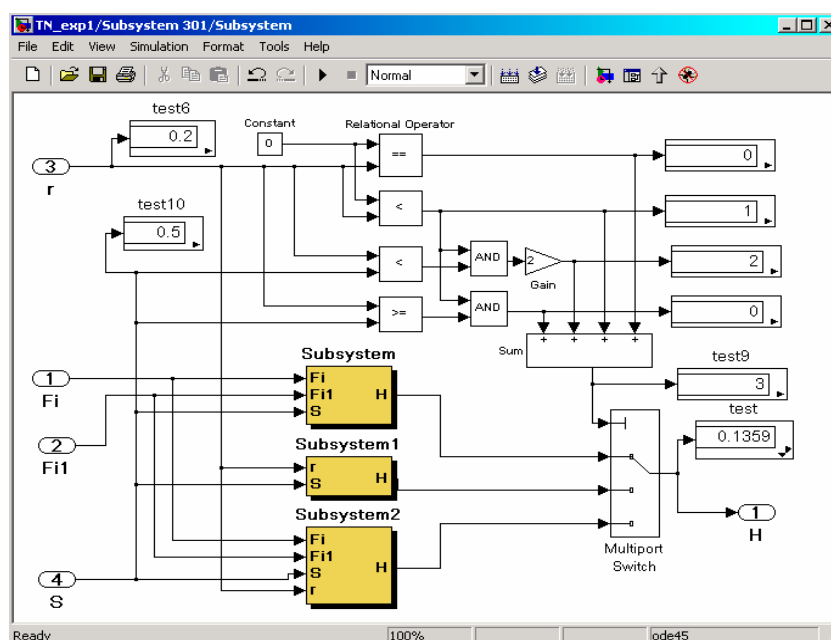 TN_exp1/Subsystem 301/Subsystem
File Edit View Simulation Format Tools Help
Normal
test6
0.2
Constant
0
Relational Operator
==
0
3
r
<
1
test10
0.5
<
AND
2
Gain
2
>=
AND
0
+ + + +
Sum
1
Fi
Subsystem
Fi
Fi1
S
H
test9
3
2
Fi1
test
0.1359
Subsystem1
r
S
H
Subsystem2
Fi
Fi1
S
r
H
1
H
Multiport
Switch
4
S
Ready 100% ode45